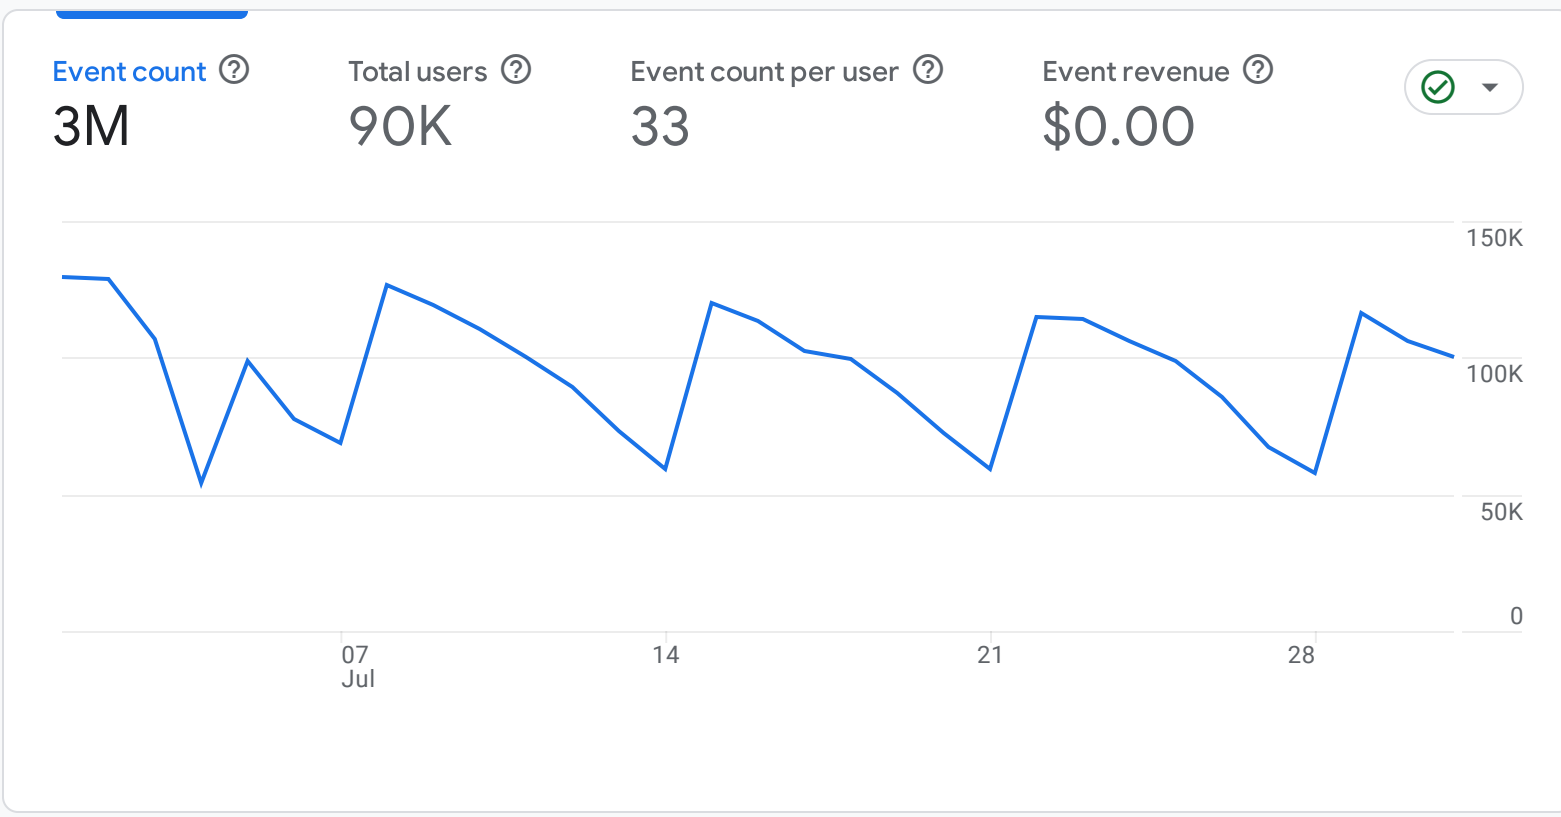 Event count
3M
Total users
90K
Event count per user
33
Event revenue
$0.00
150K
100K
50K
0
07
Jul
14
21
28